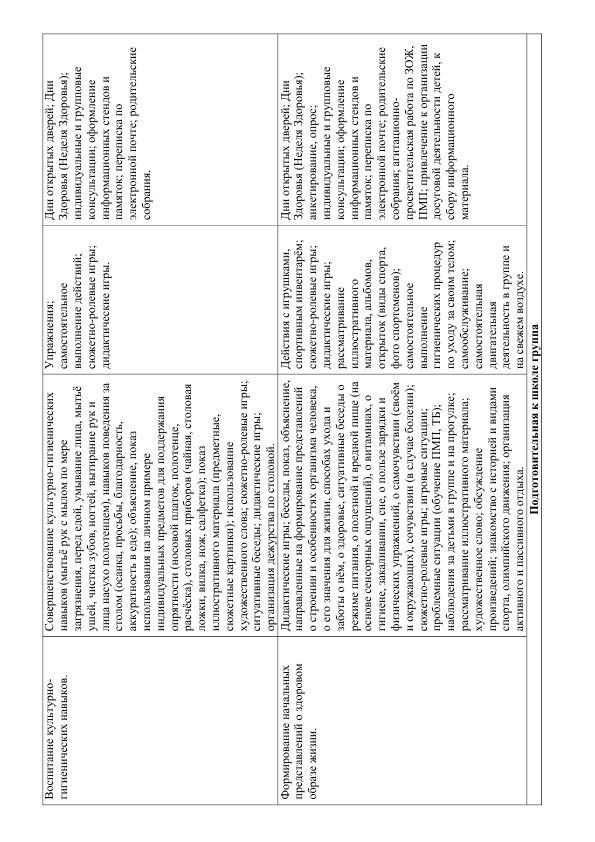 Воспитание культурно-
гигиенических навыков.
Совершенствование культурно-гигиенических
навыков (мытьё рук с мылом по мере
загрязнения, перед едой, умывание лица, мытьё
ушей, чистка зубов, ногтей, вытирание рук и
лица насухо полотенцем), навыков поведения за
столом (осанка, просьбы, благодарность,
аккуратность в еде); объяснение, показ
использования на личном примере
индивидуальных предметов для поддержания
опрятности (носовой платок, полотенце,
расчёска), столовых приборов (чайная, столовая
ложки, вилка, нож, салфетка); показ
иллюстративного материала (предметные,
сюжетные картинки); использование
художественного слова; сюжетно-ролевые игры;
ситуативные беседы; дидактические игры;
организация дежурства по столовой.
Упражнения;
самостоятельное
выполнение действий;
сюжетно-ролевые игры;
дидактические игры.
Дни открытых дверей; Дни
Здоровья (Неделя Здоровья);
индивидуальные и групповые
консультации; оформление
информационных стендов и
памяток; переписка по
электронной почте; родительские
собрания.
Формирование начальных
представлений о здоровом
образе жизни.
Дидактические игры; беседы, показ, объяснение,
направленные на формирование представлений
о строении и особенностях организма человека,
о его значения для жизни, способах ухода и
заботы о нём, о здоровье, ситуативные беседы о
режиме питания, о полезной и вредной пище (на
основе сенсорных ощущений), о витаминах, о
гигиене, закаливании, сне, о пользе зарядки и
физических упражнений, о самочувствии (своём
и окружающих), сочувствии (в случае болезни);
сюжетно-ролевые игры; игровые ситуации;
проблемные ситуации (обучение ПМП, ТБ);
наблюдения за детьми в группе и на прогулке;
рассматривание иллюстративного материала;
художественное слово; обсуждение
произведений; знакомство с историей и видами
спорта, олимпийского движения; организация
активного и пассивного отдыха.
Действия с игрушками,
спортивным инвентарём;
сюжетно-ролевые игры;
дидактические игры;
рассматривание
иллюстративного
материала, альбомов,
открыток (виды спорта,
фото спортсменов);
самостоятельное
выполнение
гигиенических процедур
по уходу за своим телом;
самообслуживание;
самостоятельная
двигательная
деятельность в группе и
на свежем воздухе.
Дни открытых дверей; Дни
Здоровья (Неделя Здоровья);
анкетирование, опрос;
индивидуальные и групповые
консультации; оформление
информационных стендов и
памяток; переписка по
электронной почте; родительские
собрания; агитационно-
просветительская работа по ЗОЖ,
ПМП; привлечение к организации
досуговой деятельности детей, к
сбору информационного
материала.
Подготовительная к школе группа